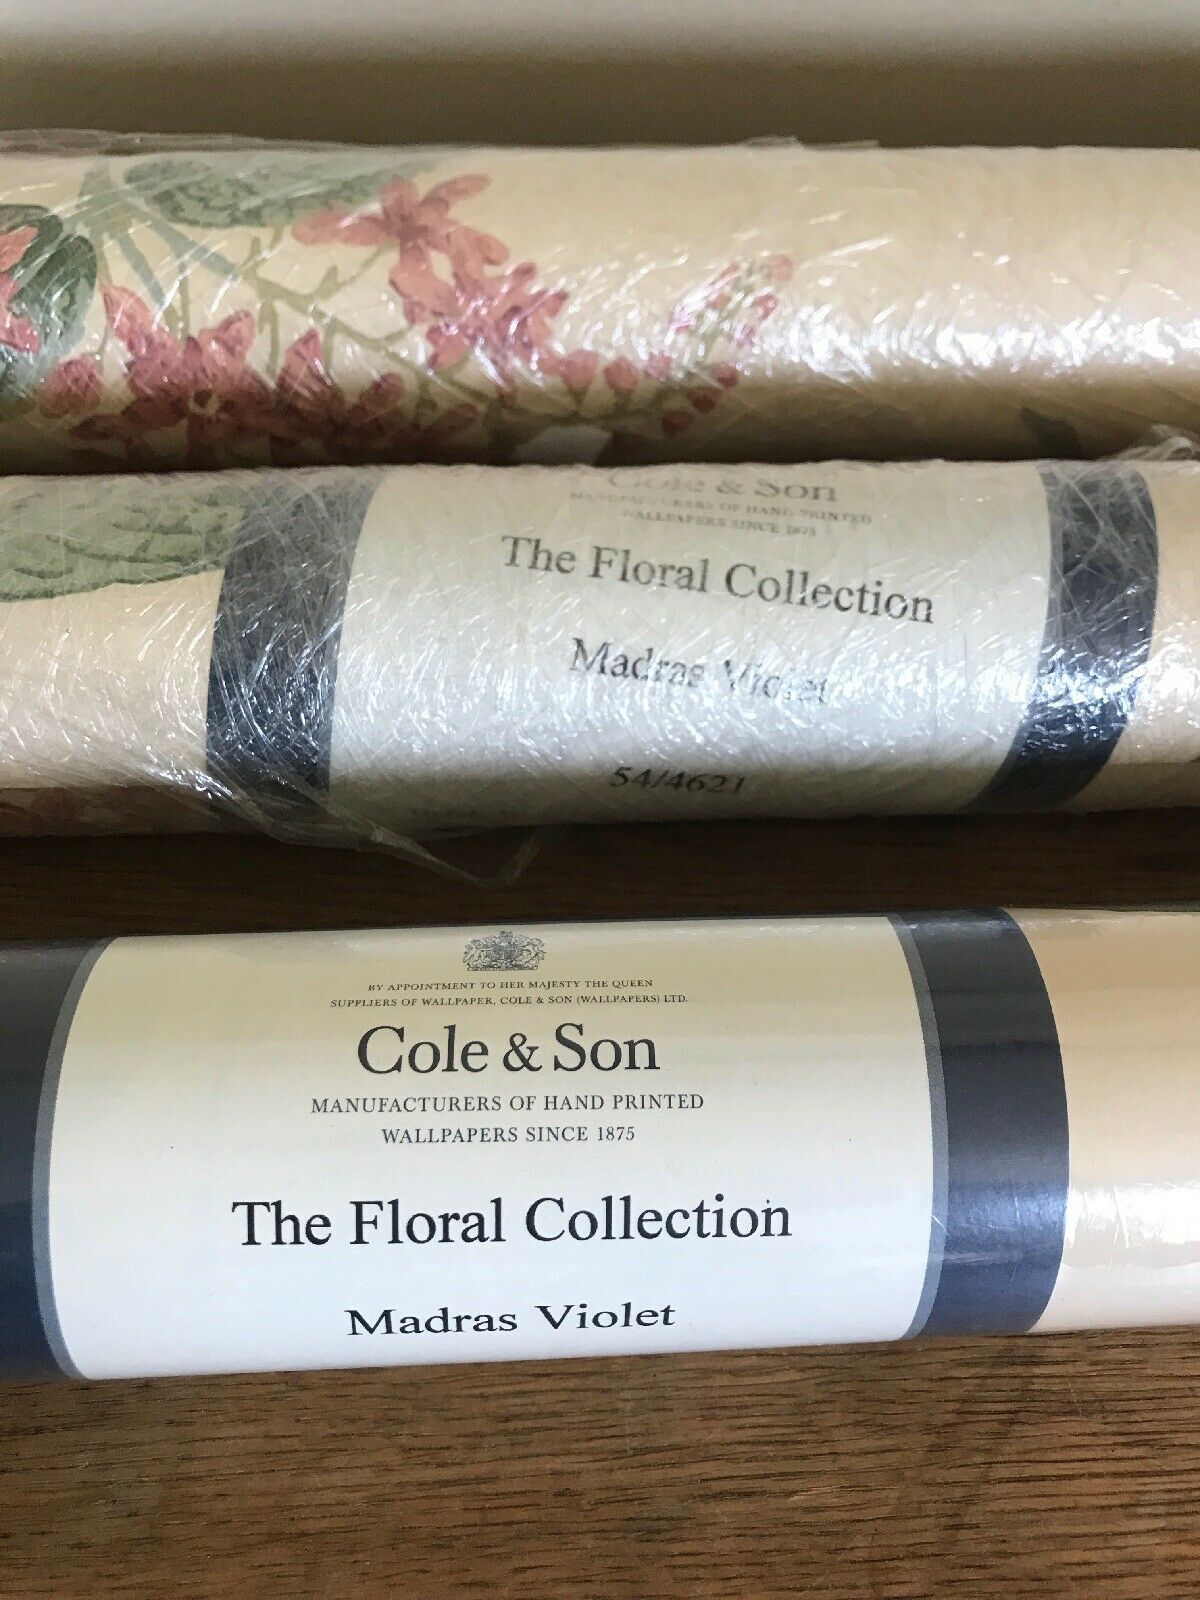 Cole & Son
MANUFACTURERS OF HAND PRINTED
WALLPAPERS SINCE 1875
The Floral Collection
Madras Violet
54/4621
BY APPOINTMENT TO HER MAJESTY THE QUEEN
SUPPLIERS OF WALLPAPER, COLE & SON (WALLPAPERS) LTD.
Cole & Son
MANUFACTURERS OF HAND PRINTED
WALLPAPERS SINCE 1875
The Floral Collection
Madras Violet